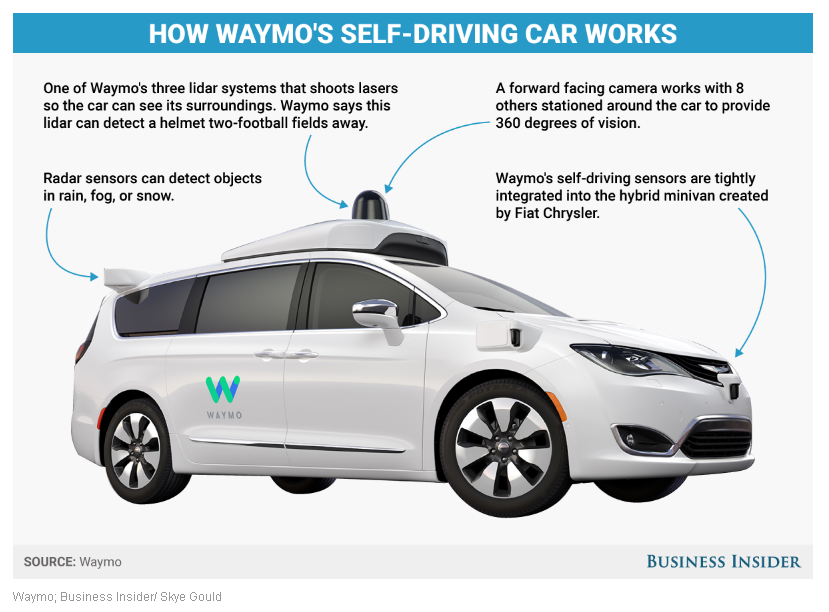 HOW WAYMO'S SELF-DRIVING CAR WORKS
One of Waymo's three lidar systems that shoots lasers
so the car can see its surroundings. Waymo says this
lidar can detect a helmet two-football fields away.
A forward facing camera works with 8
others stationed around the car to provide
360 degrees of vision.
Radar sensors can detect objects
in rain, fog, or snow.
Waymo's self-driving sensors are tightly
integrated into the hybrid minivan created
by Fiat Chrysler.
WAYMO
SOURCE: Waymo
BUSINESS INSIDER
Waymo; Business Insider/ Skye Gould